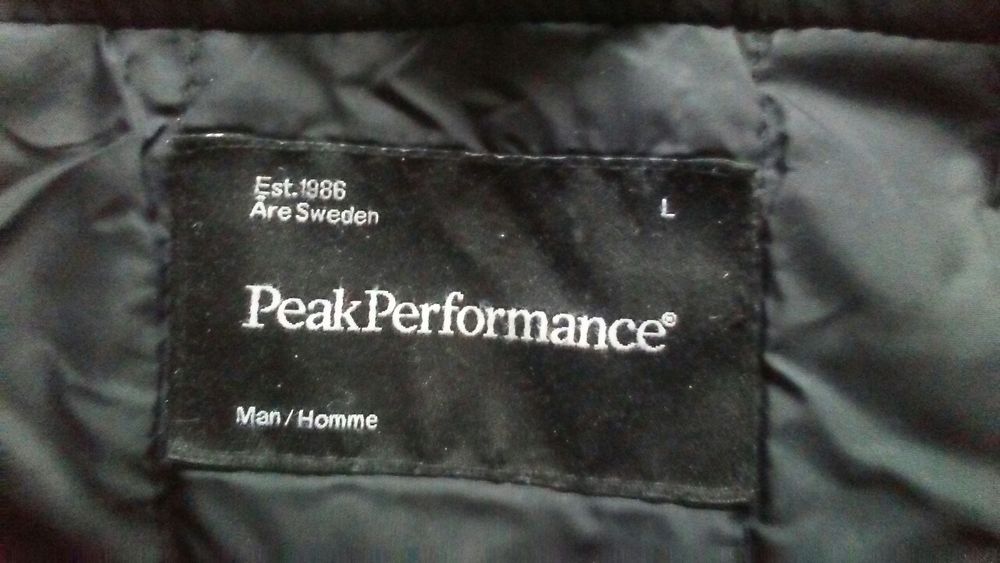 Est.1986
Åre Sweden
L
PeakPerformance®
Man/Homme